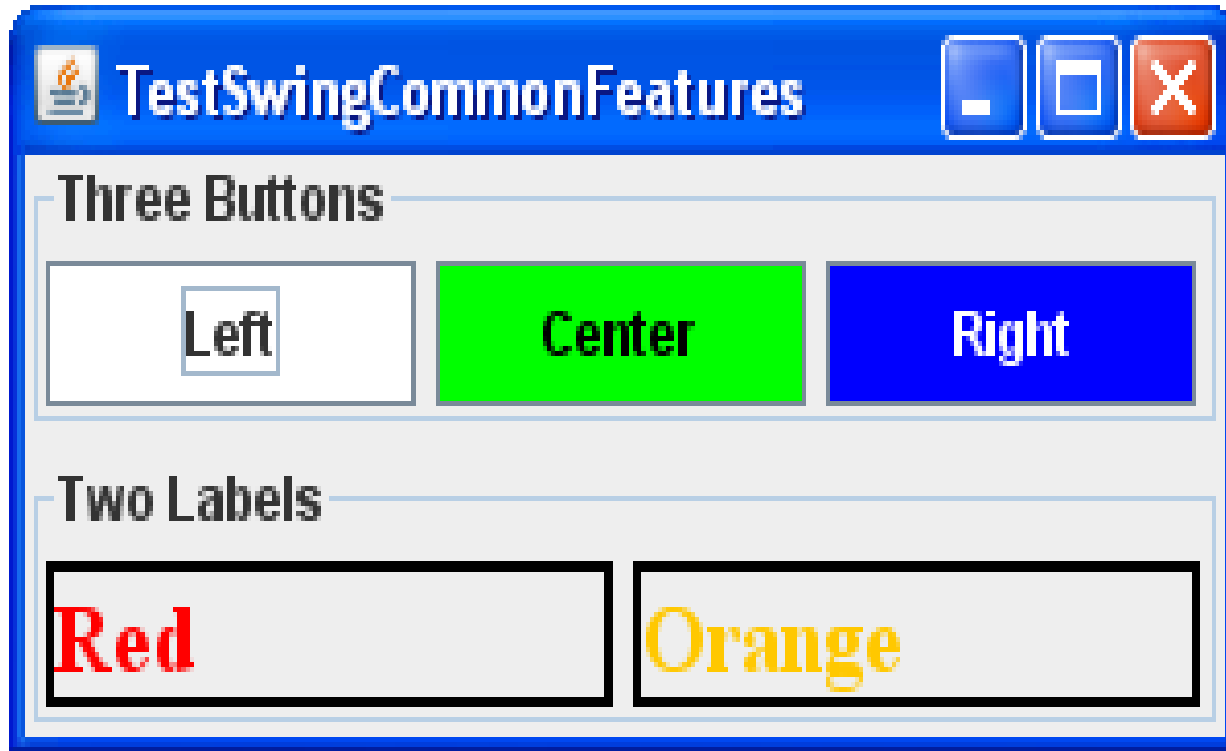 TestSwingCommonFeatures
Three Buttons
Left Center Right
Two Labels
Red Orange